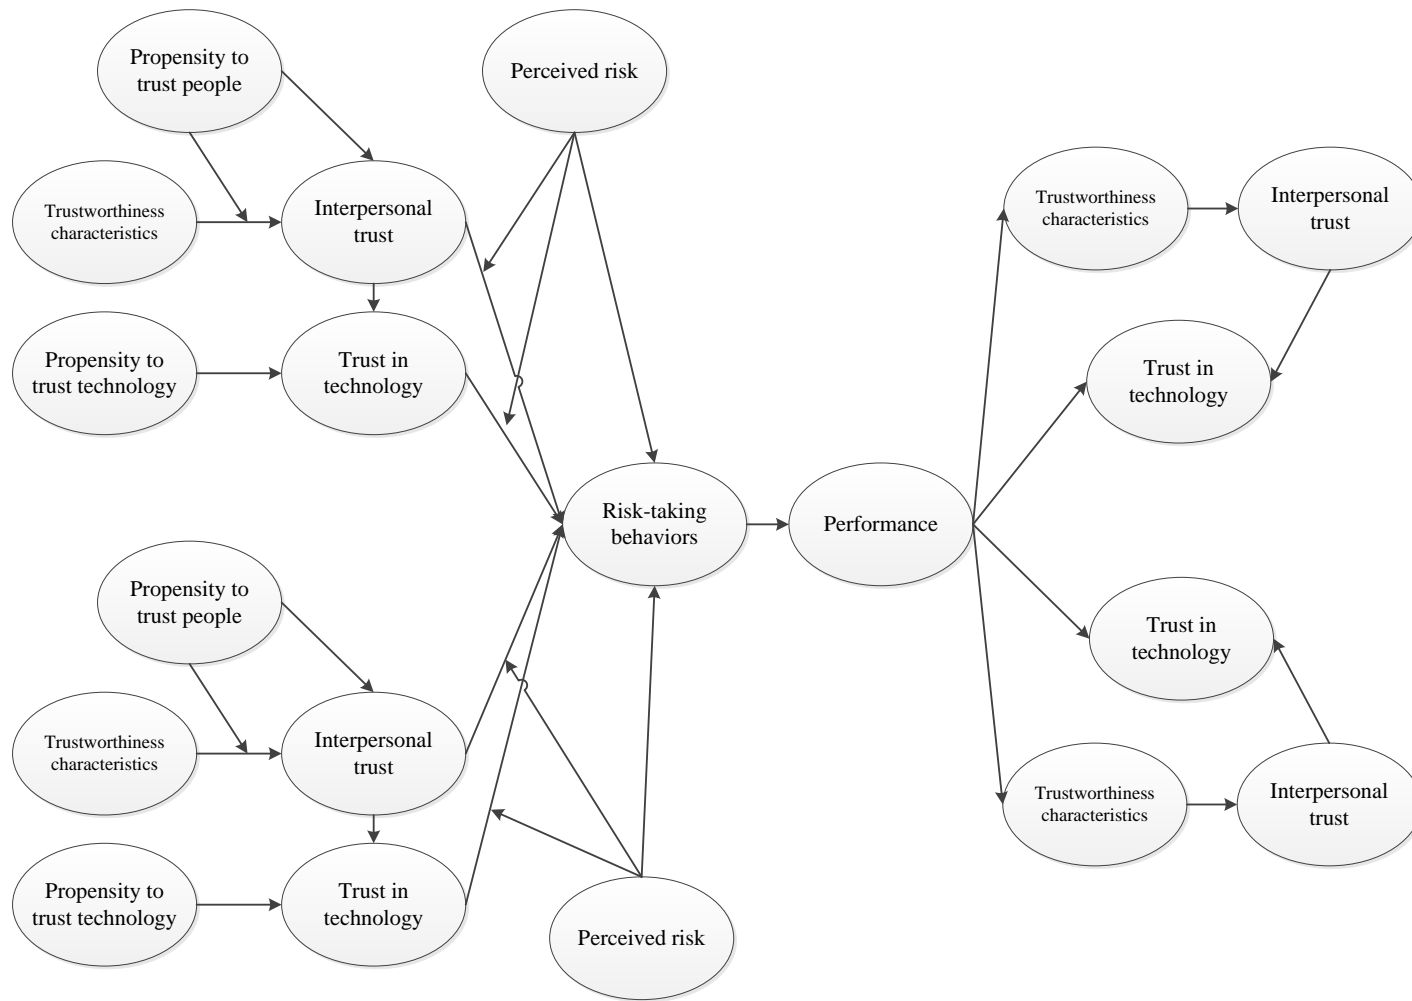 Propensity to
trust people
Perceived risk
Trustworthiness
characteristics
Interpersonal
trust
Propensity to
trust technology
Trust in
technology
Trustworthiness
characteristics
Interpersonal
trust
Trust in
technology
Risk-taking
behaviors
Performance
Propensity to
trust people
Trustworthiness
characteristics
Interpersonal
trust
Propensity to
trust technology
Trust in
technology
Perceived risk
Trust in
technology
Trustworthiness
characteristics
Interpersonal
trust